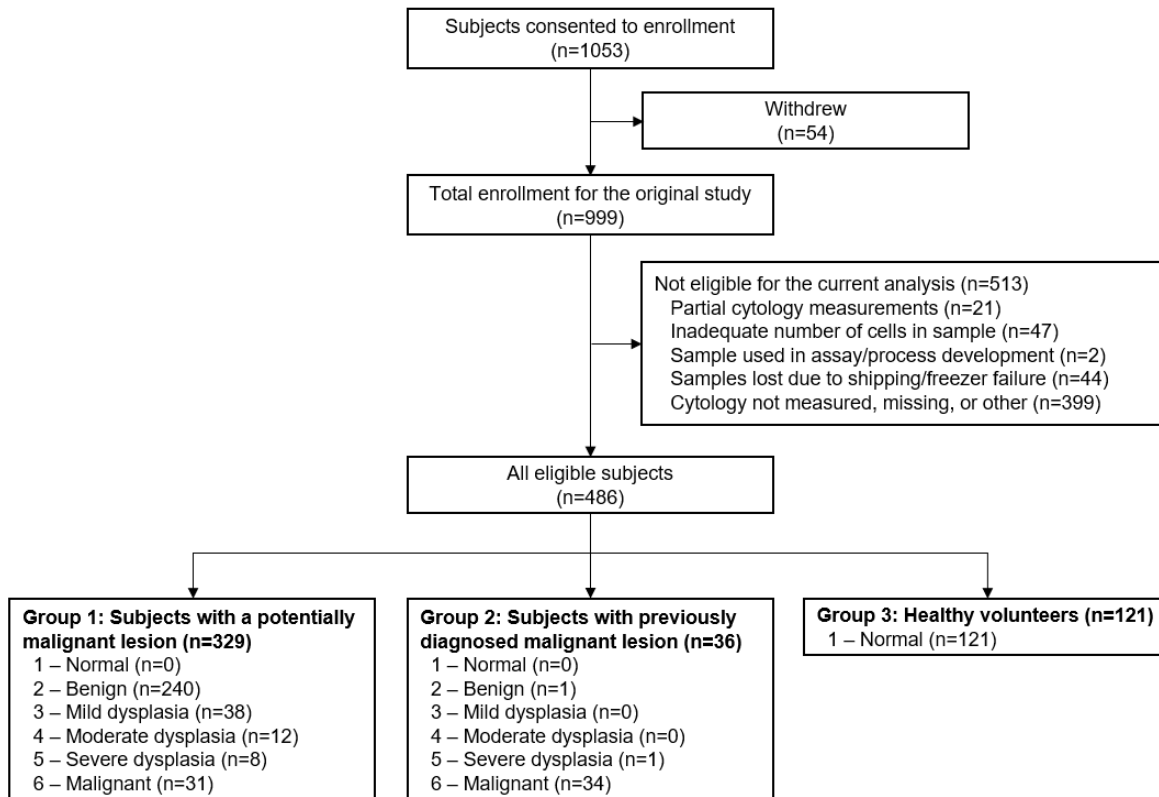 Subjects consented to enrollment
(n=1053)
Withdrew
(n=54)
Total enrollment for the original study
(n=999)
Not eligible for the current analysis (n=513)
Partial cytology measurements (n=21)
Inadequate number of cells in sample (n=47)
Sample used in assay/process development (n=2)
Samples lost due to shipping/freezer failure (n=44)
Cytology not measured, missing, or other (n=399)
All eligible subjects
(n=486)
Group 1: Subjects with a potentially
malignant lesion (n=329)
1 – Normal (n=0)
2 – Benign (n=240)
3 – Mild dysplasia (n=38)
4 – Moderate dysplasia (n=12)
5 – Severe dysplasia (n=8)
6 – Malignant (n=31)
Group 2: Subjects with previously
diagnosed malignant lesion (n=36)
1 – Normal (n=0)
2 – Benign (n=1)
3 – Mild dysplasia (n=0)
4 – Moderate dysplasia (n=0)
5 – Severe dysplasia (n=1)
6 – Malignant (n=34)
Group 3: Healthy volunteers (n=121)
1 – Normal (n=121)